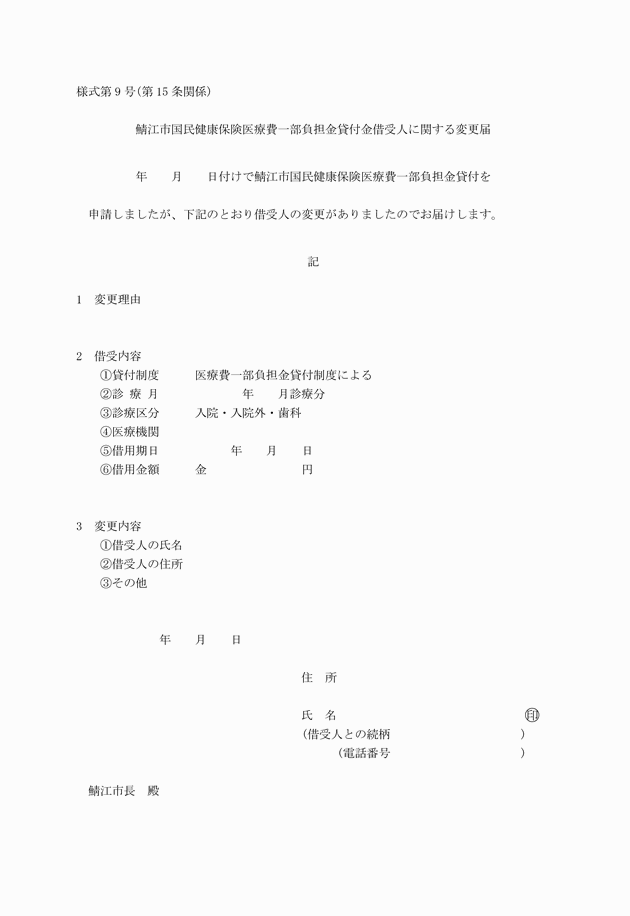 様式第9号(第15条関係)
鯖江市国民健康保険医療費一部負担金貸付金借受人に関する変更届
年　　月　　日付けで鯖江市国民健康保険医療費一部負担金貸付を
申請しましたが、下記のとおり借受人の変更がありましたのでお届けします。
記
1　変更理由
2　借受内容
①貸付制度　　　医療費一部負担金貸付制度による
②診 療 月　　　　　　　年　　月診療分
③診療区分　　　入院・入院外・歯科
④医療機関
⑤借用期日　　　　　　年　　月　　日
⑥借用金額　　　金　　　　　　　　円
3　変更内容
①借受人の氏名
②借受人の住所
③その他
年　　月　　日
住　所
氏　名　　　　　　　　　　　　　　　　㊞
(借受人との続柄　　　　　　　　　　　)
(電話番号　　　　　　　　　　　)
鯖江市長　殿